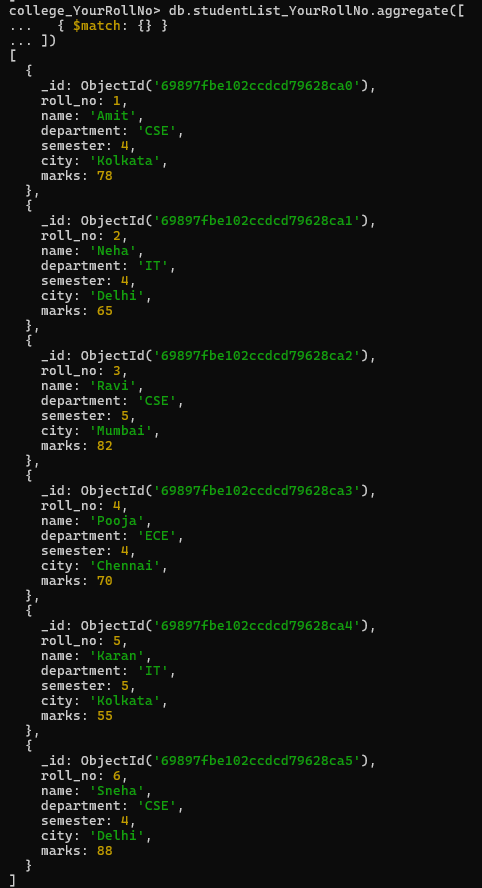 college_YourRollNo> db.studentList_YourRollNo.aggregate([
...   { $match: {} }
... ])
[
  {
    _id: ObjectId('69897fbe102ccdcd79628ca0'),
    roll_no: 1,
    name: 'Amit',
    department: 'CSE',
    semester: 4,
    city: 'Kolkata',
    marks: 78
  },
  {
    _id: ObjectId('69897fbe102ccdcd79628ca1'),
    roll_no: 2,
    name: 'Neha',
    department: 'IT',
    semester: 4,
    city: 'Delhi',
    marks: 65
  },
  {
    _id: ObjectId('69897fbe102ccdcd79628ca2'),
    roll_no: 3,
    name: 'Ravi',
    department: 'CSE',
    semester: 5,
    city: 'Mumbai',
    marks: 82
  },
  {
    _id: ObjectId('69897fbe102ccdcd79628ca3'),
    roll_no: 4,
    name: 'Pooja',
    department: 'ECE',
    semester: 4,
    city: 'Chennai',
    marks: 70
  },
  {
    _id: ObjectId('69897fbe102ccdcd79628ca4'),
    roll_no: 5,
    name: 'Karan',
    department: 'IT',
    semester: 5,
    city: 'Kolkata',
    marks: 55
  },
  {
    _id: ObjectId('69897fbe102ccdcd79628ca5'),
    roll_no: 6,
    name: 'Sneha',
    department: 'CSE',
    semester: 4,
    city: 'Delhi',
    marks: 88
  }
]